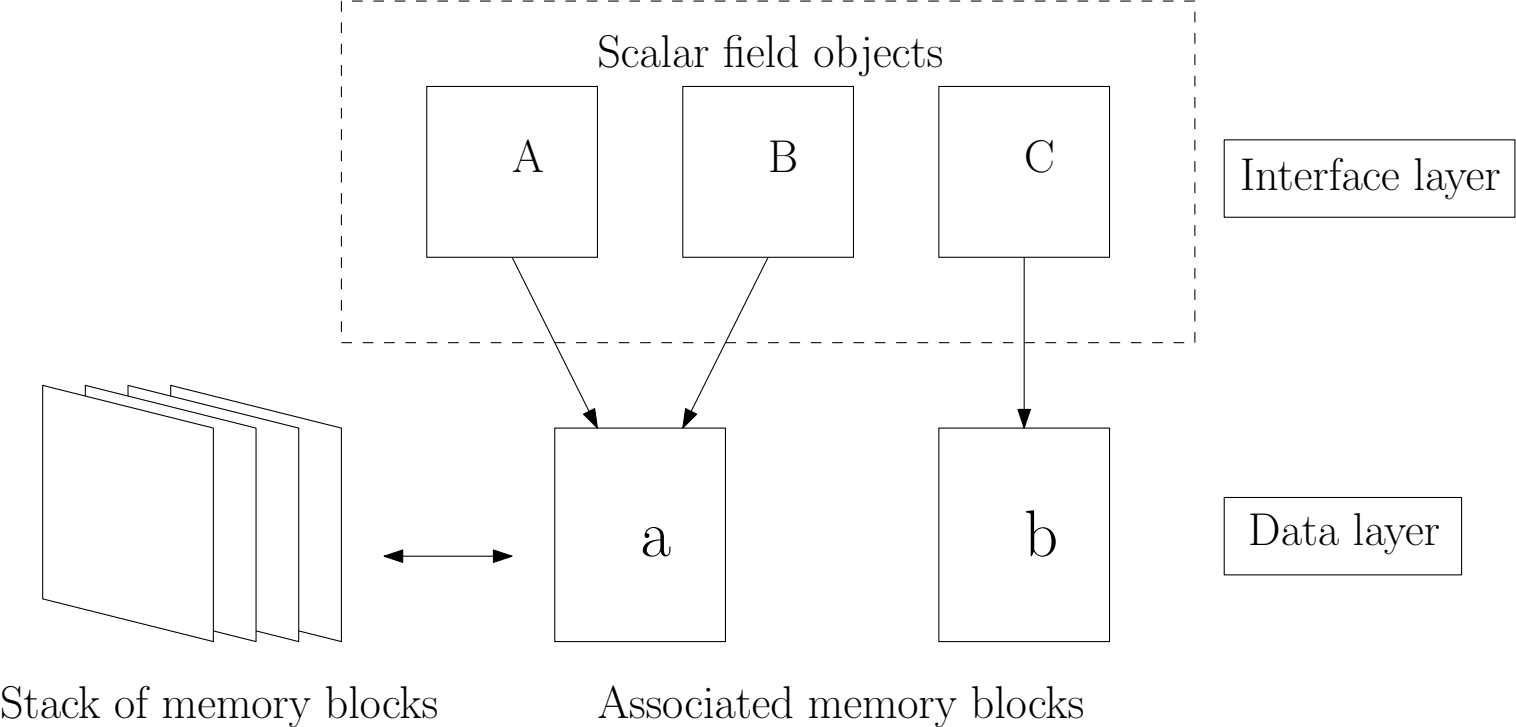 Scalar field objects
A
B
C
Interface layer
a
b
Data layer
Stack of memory blocks
Associated memory blocks